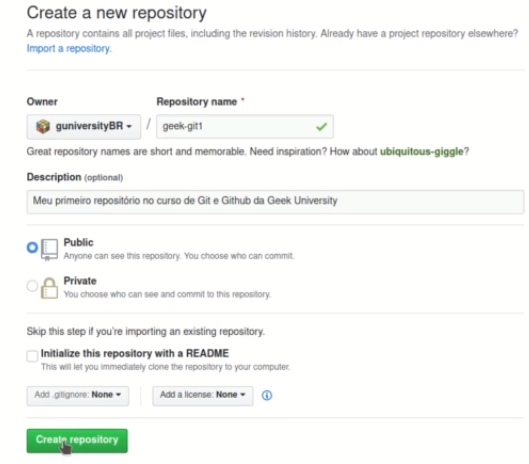 Create a new repository
A repository contains all project files, including the revision history. Already have a project repository elsewhere?
Import a repository.
Owner
Repository name *
guniversityBR
/
geek-git1
Great repository names are short and memorable. Need inspiration? How about ubiquitous-giggle?
Description (optional)
Meu primeiro repositório no curso de Git e Github da Geek University
Public
Anyone can see this repository. You choose who can commit.
Private
You choose who can see and commit to this repository.
Skip this step if you're importing an existing repository.
Initialize this repository with a README
This will let you immediately clone the repository to your computer.
Add .gitignore: None
Add a license: None
Create repository